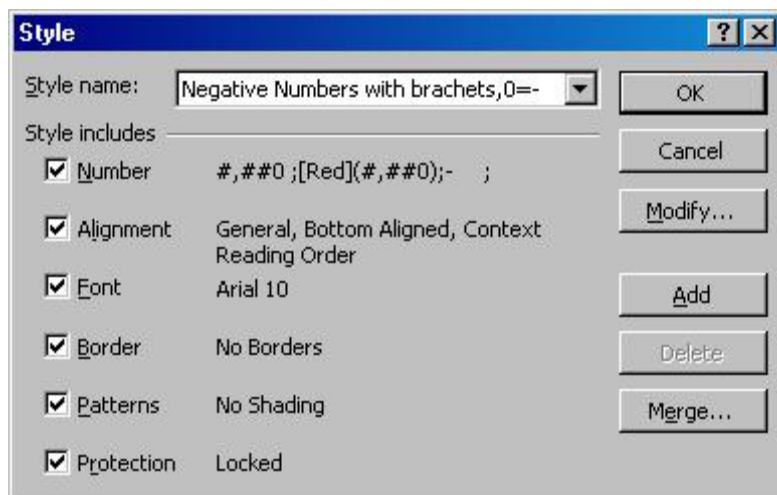 Style
Style name: Negative Numbers with brachets,0=-
OK
Style includes
Cancel
Number #,##0 ;[Red](#,##0);- ;
Modify...
Alignment General, Bottom Aligned, Context
Reading Order
Font Arial 10
Add
Border No Borders
Delete
Patterns No Shading
Merge...
Protection Locked